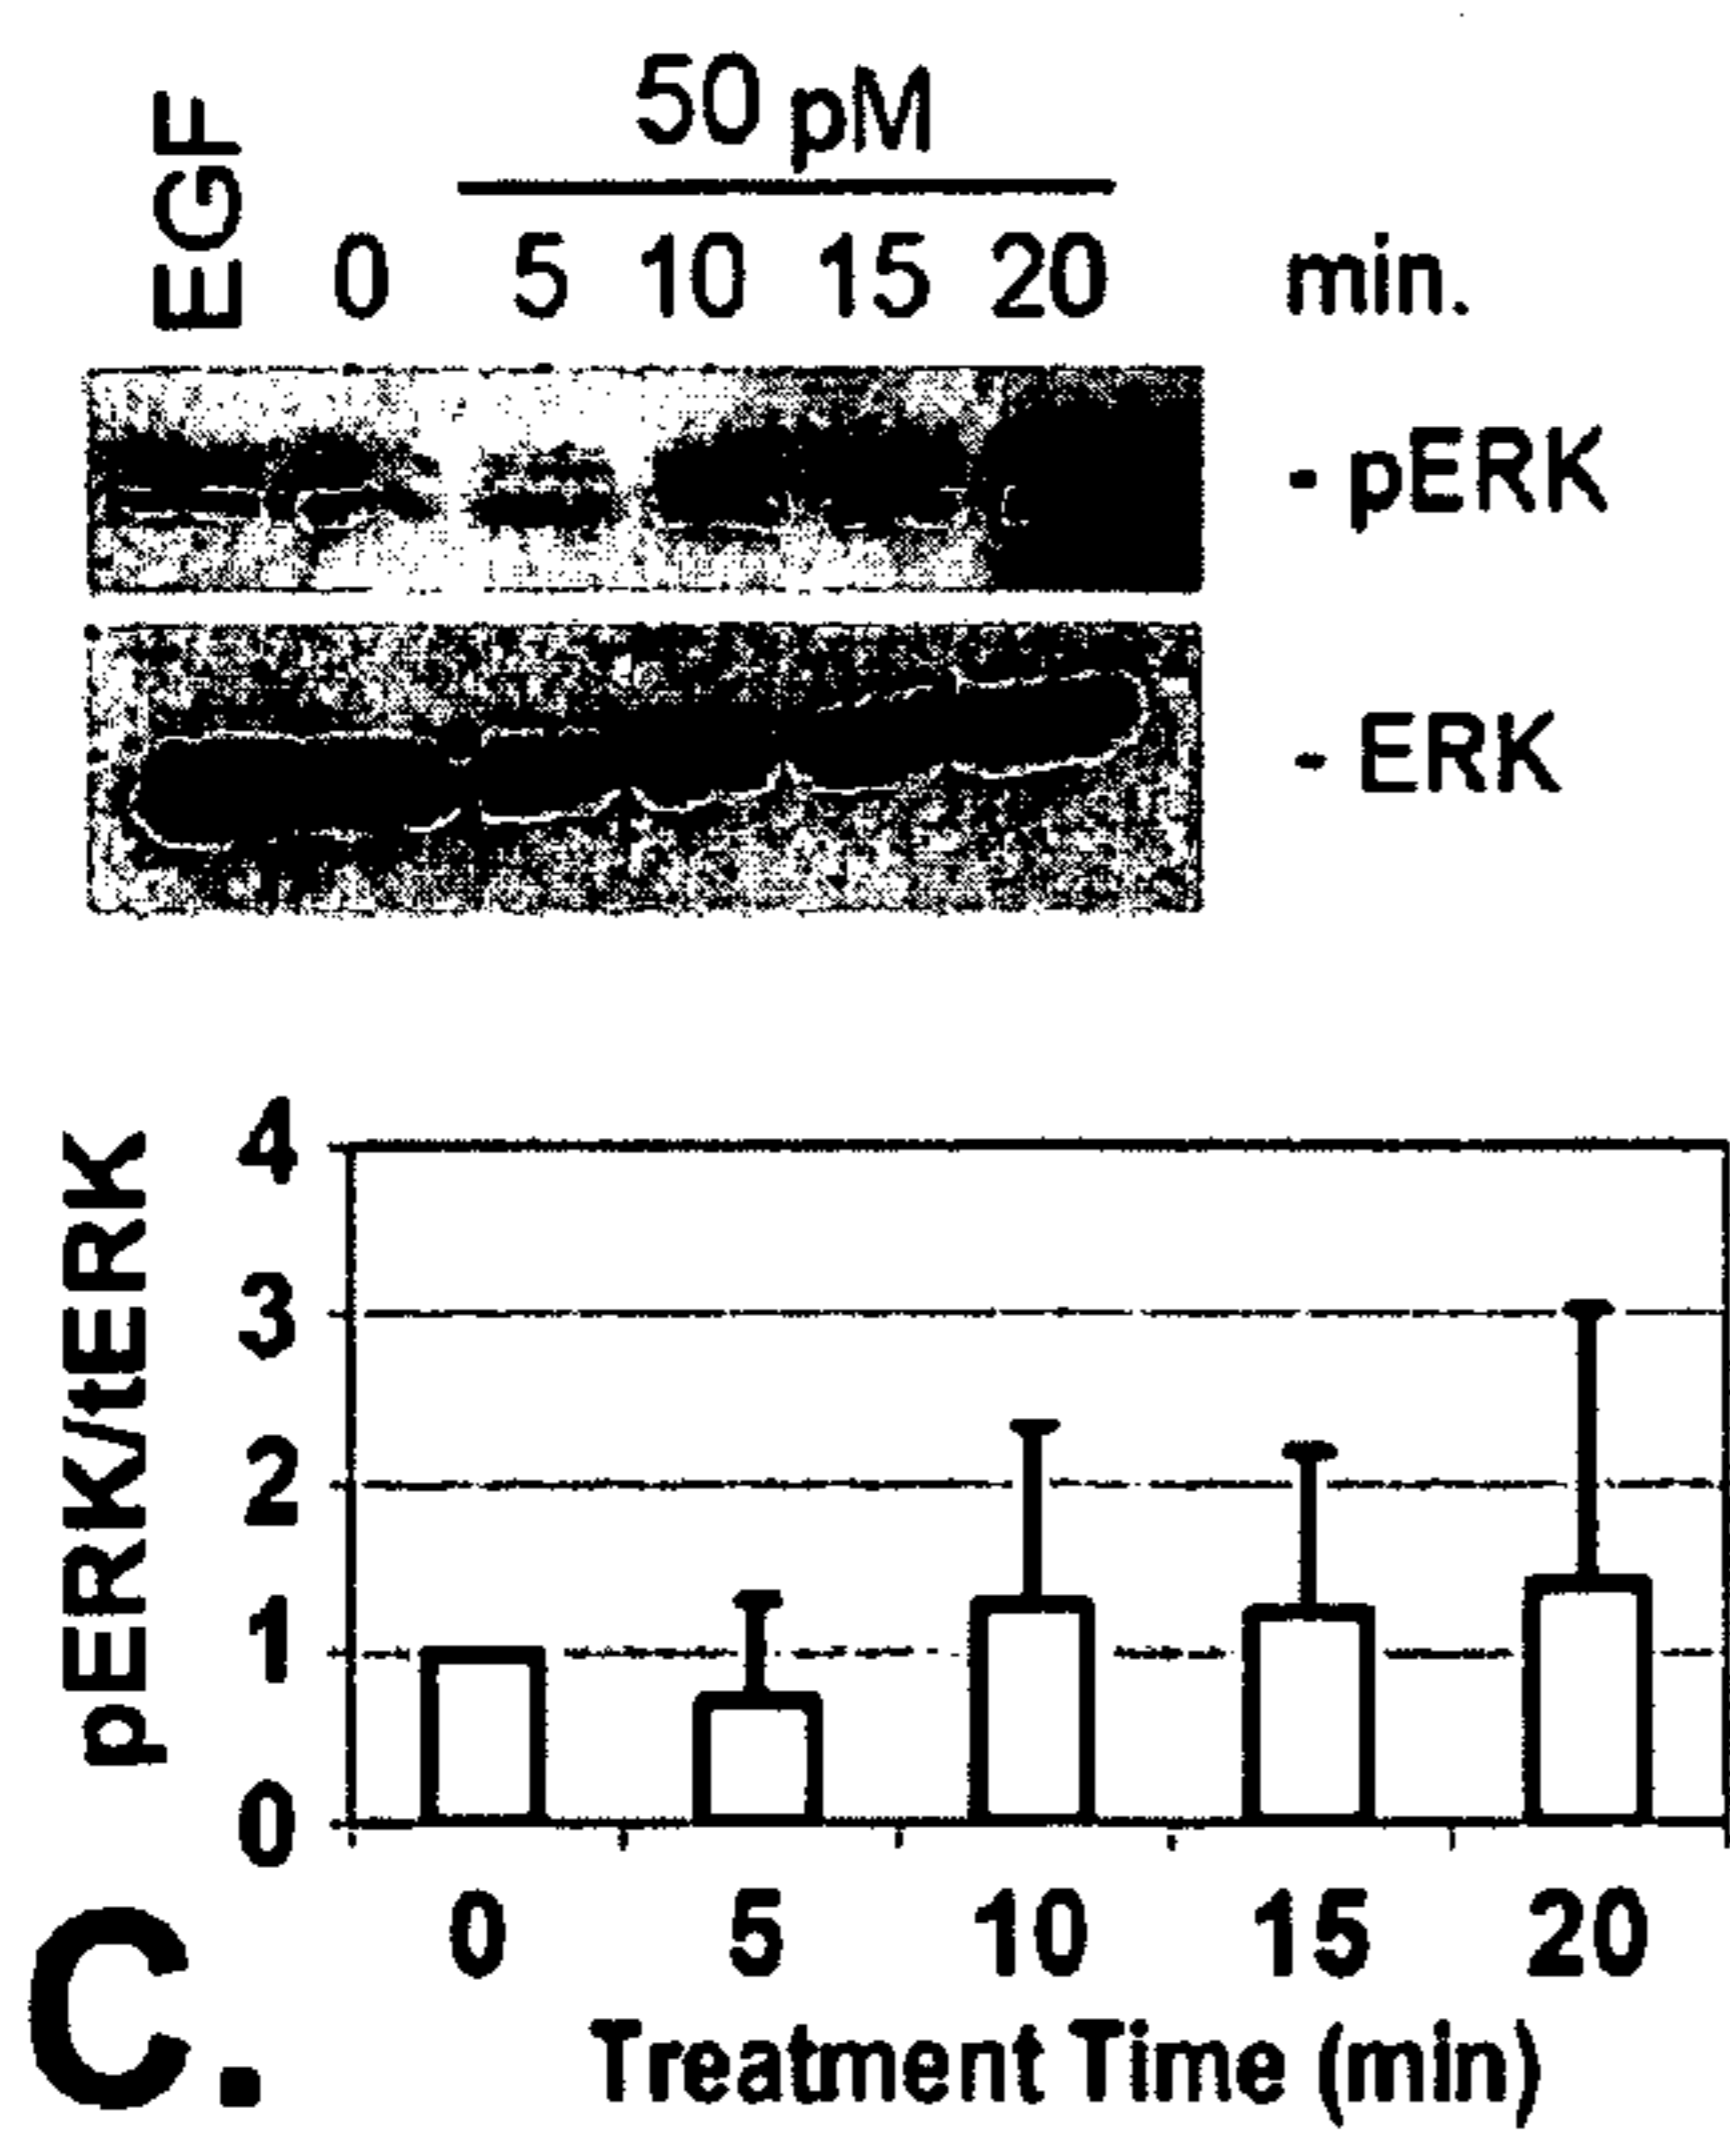 50 pM
EGF 0 5 10 15 20 min.
- pERK
- ERK
pERK/tERK
4
3
2
1
0
0 5 10 15 20
Treatment Time (min)
C.